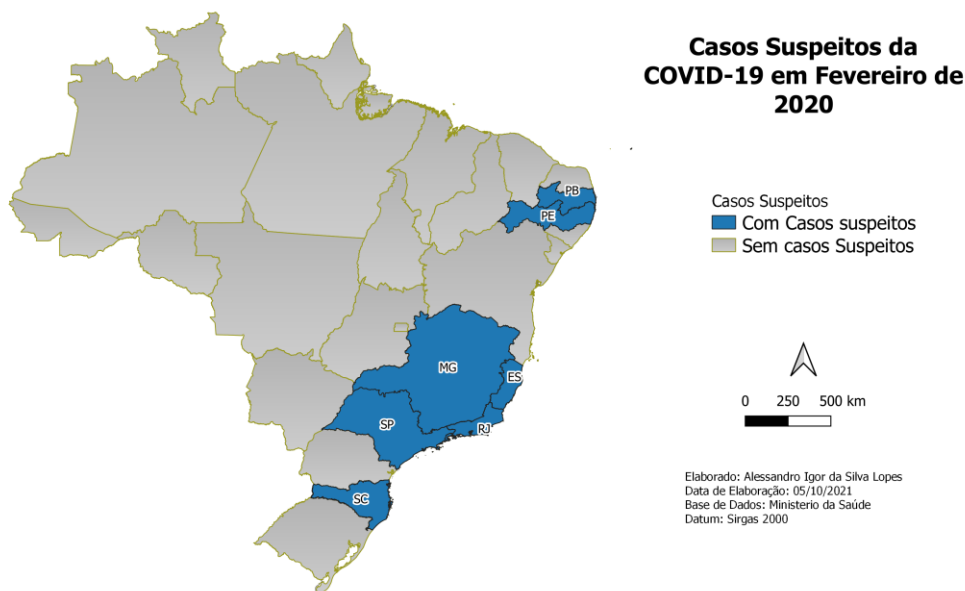 Casos Suspeitos da
COVID-19 em Fevereiro de
2020
PB
PE
Casos Suspeitos
Com Casos suspeitos
Sem casos Suspeitos
MG
ES
SP
RJ
SC
0 250 500 km
Elaborado: Alessandro Igor da Silva Lopes
Data de Elaboração: 05/10/2021
Base de Dados: Ministerio da Saúde
Datum: Sirgas 2000